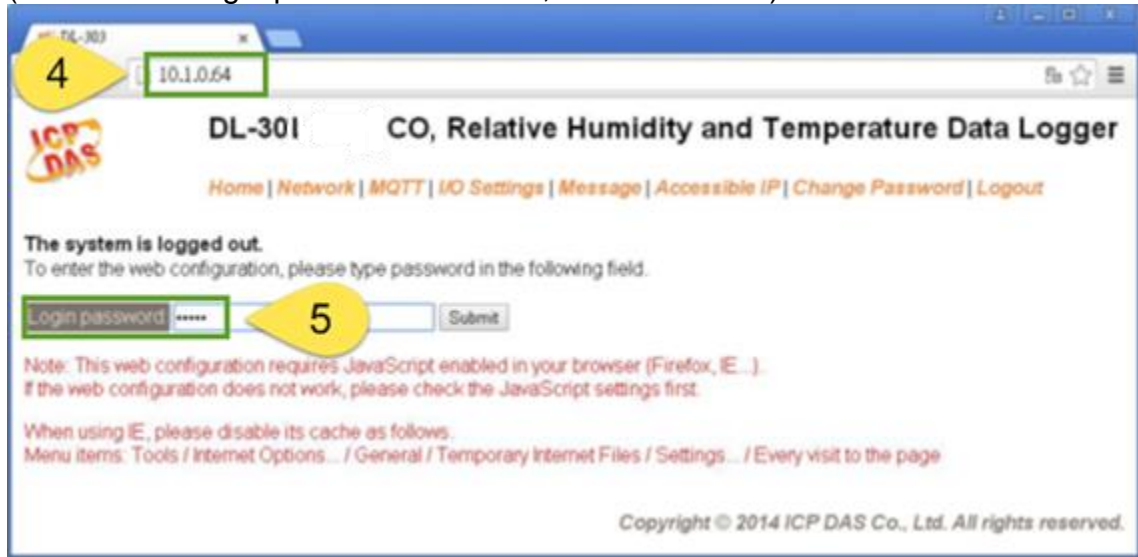 DL-303
4
10.1.0.64
ICP DAS
DL-30I CO, Relative Humidity and Temperature Data Logger
Home | Network | MQTT | I/O Settings | Message | Accessible IP | Change Password | Logout
The system is logged out.
To enter the web configuration, please type password in the following field.
Login password ••••• 5 Submit
Note: This web configuration requires JavaScript enabled in your browser (Firefox, IE...).
If the web configuration does not work, please check the JavaScript settings first.
When using IE, please disable its cache as follows.
Menu items: Tools / Internet Options... / General / Temporary Internet Files / Settings... / Every visit to the page
Copyright © 2014 ICP DAS Co., Ltd. All rights reserved.